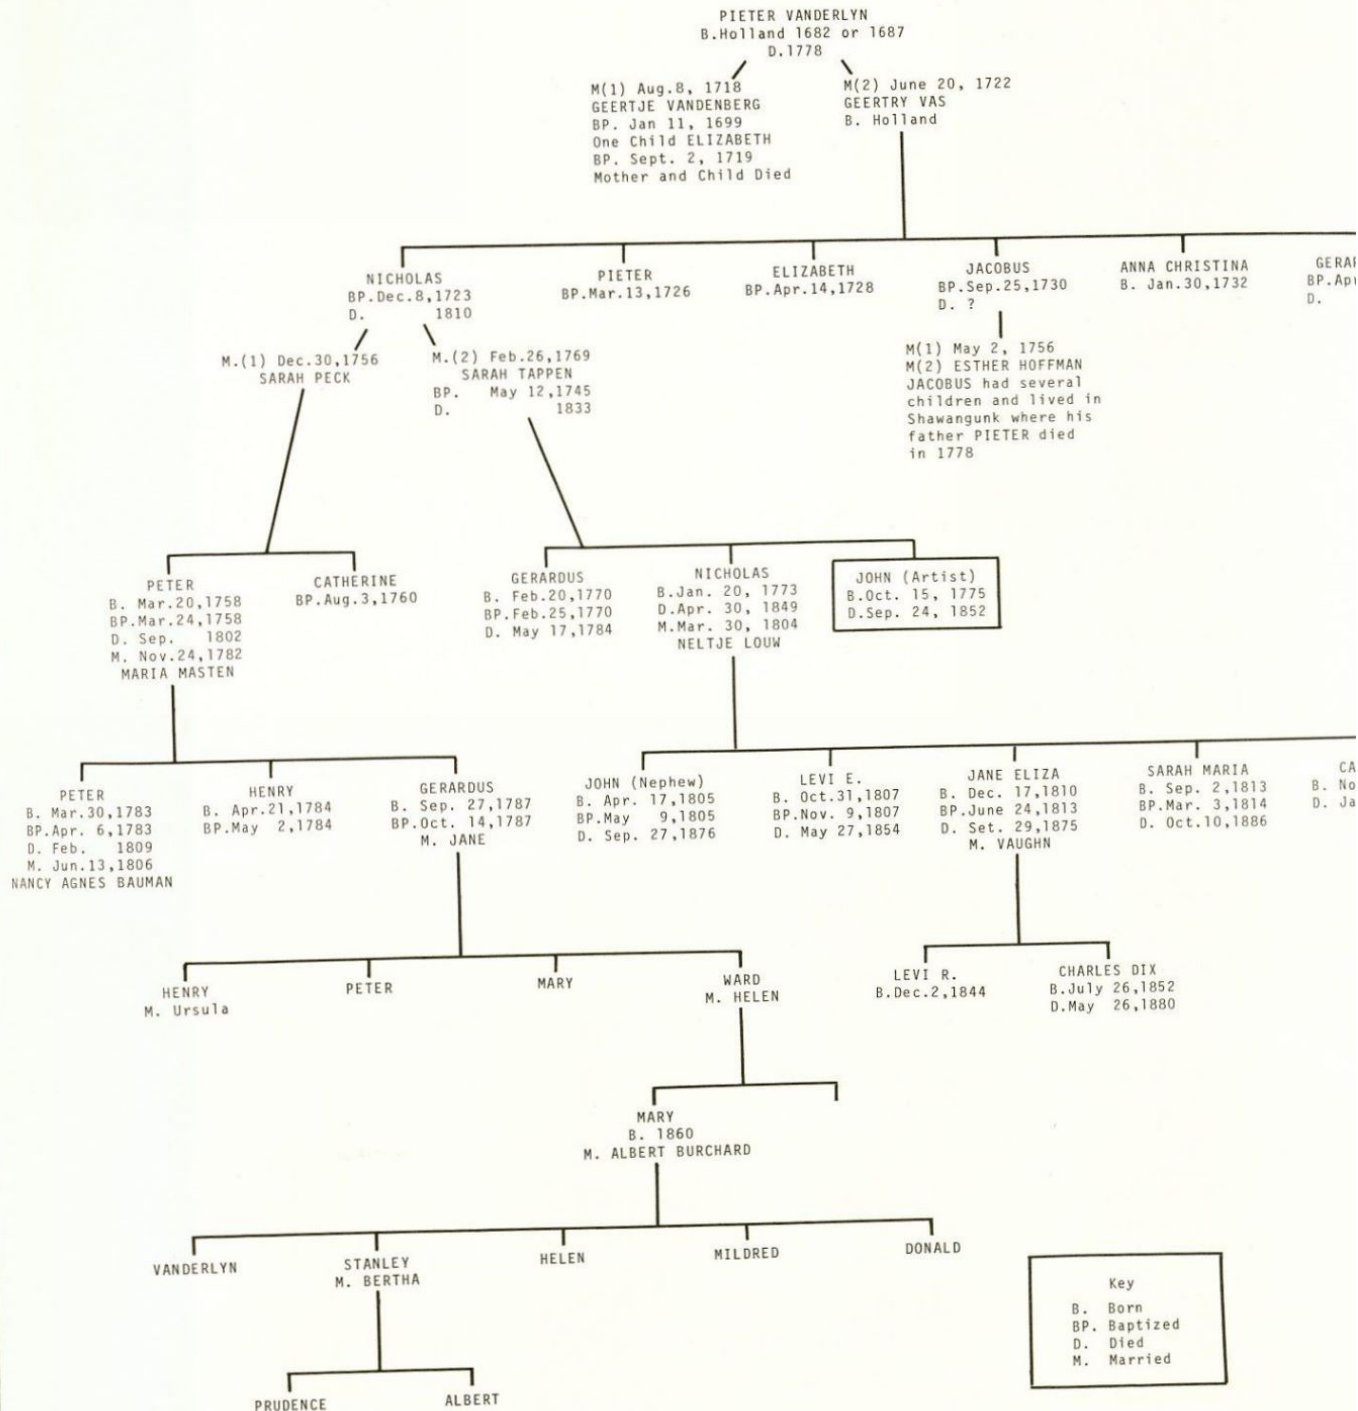 PIETER VANDERLYN
B.Holland 1682 or 1687
D.1778
M(1) Aug.8, 1718
GEERTJE VANDENBERG
BP. Jan 11, 1699
One Child ELIZABETH
BP. Sept. 2, 1719
Mother and Child Died
M(2) June 20, 1722
GEERTRY VAS
B. Holland
NICHOLAS
BP.Dec.8,1723
D. 1810
PIETER
BP.Mar.13,1726
ELIZABETH
BP.Apr.14,1728
JACOBUS
BP.Sep.25,1730
D. ?
ANNA CHRISTINA
B. Jan.30,1732
GERAR
BP.Apr
D.
M.(1) Dec.30,1756
SARAH PECK
M.(2) Feb.26,1769
SARAH TAPPEN
BP. May 12,1745
D. 1833
M(1) May 2, 1756
M(2) ESTHER HOFFMAN
JACOBUS had several
children and lived in
Shawangunk where his
father PIETER died
in 1778
PETER
B. Mar.20,1758
BP.Mar.24,1758
D. Sep. 1802
M. Nov.24,1782
MARIA MASTEN
CATHERINE
BP.Aug.3,1760
GERARDUS
B. Feb.20,1770
BP.Feb.25,1770
D. May 17,1784
NICHOLAS
B.Jan. 20, 1773
D.Apr. 30, 1849
M.Mar. 30, 1804
NELTJE LOUW
JOHN (Artist)
B.Oct. 15, 1775
D.Sep. 24, 1852
PETER
B. Mar.30,1783
BP.Apr. 6,1783
D. Feb. 1809
M. Jun.13,1806
NANCY AGNES BAUMAN
HENRY
B. Apr.21,1784
BP.May 2,1784
GERARDUS
B. Sep. 27,1787
BP.Oct. 14,1787
M. JANE
JOHN (Nephew)
B. Apr. 17,1805
BP.May 9,1805
D. Sep. 27,1876
LEVI E.
B. Oct.31,1807
BP.Nov. 9,1807
D. May 27,1854
JANE ELIZA
B. Dec. 17,1810
BP.June 24,1813
D. Set. 29,1875
M. VAUGHN
SARAH MARIA
B. Sep. 2,1813
BP.Mar. 3,1814
D. Oct.10,1886
CA
B. No
D. Ja
HENRY
M. Ursula
PETER
MARY
WARD
M. HELEN
LEVI R.
B.Dec.2,1844
CHARLES DIX
B.July 26,1852
D.May 26,1880
MARY
B. 1860
M. ALBERT BURCHARD
VANDERLYN
STANLEY
M. BERTHA
HELEN
MILDRED
DONALD
PRUDENCE
ALBERT
Key
B. Born
BP. Baptized
D. Died
M. Married